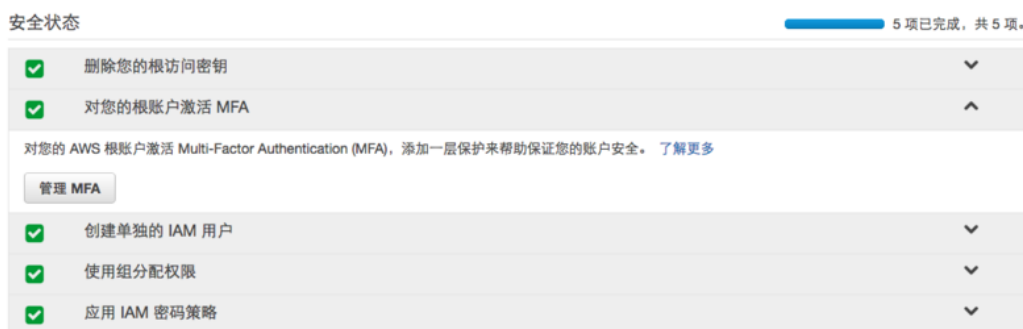 安全状态
5 项已完成，共 5 项。
删除您的根访问密钥
对您的根账户激活 MFA
对您的 AWS 根账户激活 Multi-Factor Authentication (MFA)，添加一层保护来帮助保证您的账户安全。 了解更多
管理 MFA
创建单独的 IAM 用户
使用组分配权限
应用 IAM 密码策略